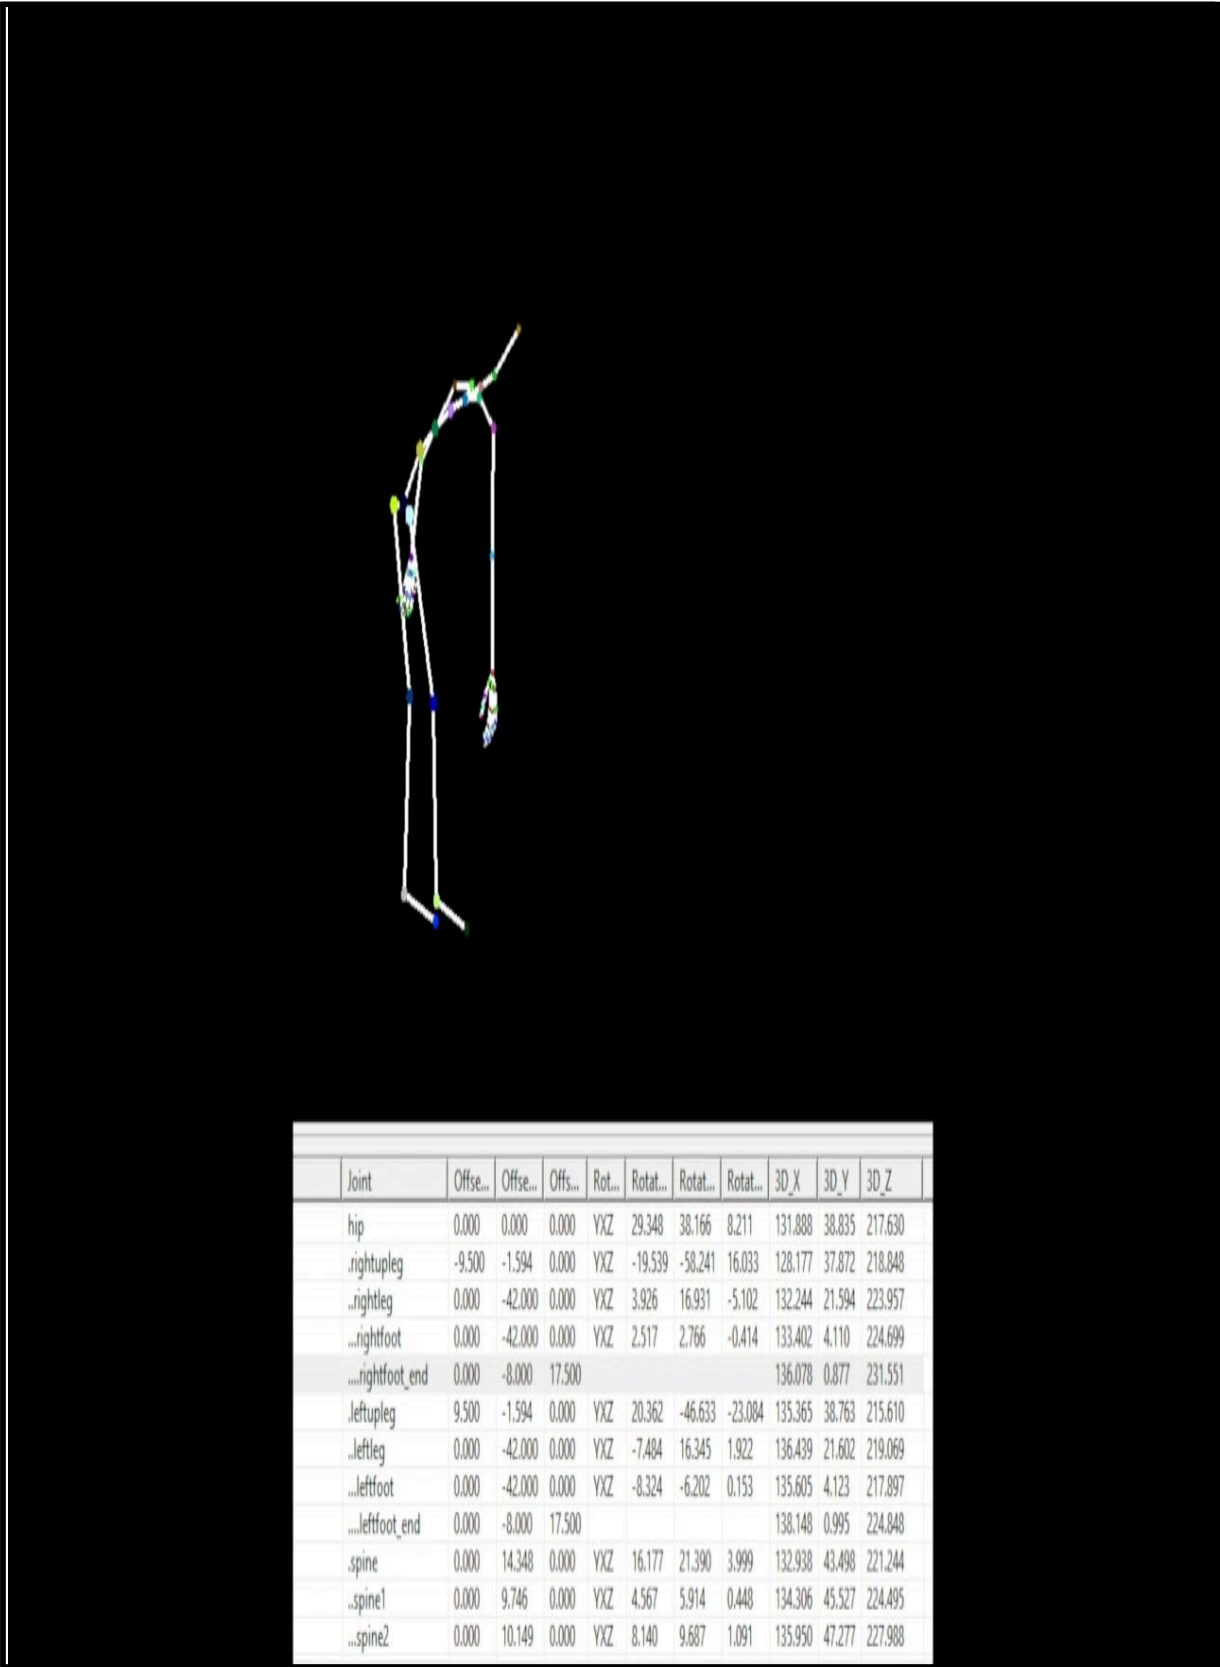 Joint Offse... Offse... Offs... Rot... Rotat... Rotat... Rotat... 3D_X 3D_Y 3D_Z
hip 0.000 0.000 0.000 YXZ 29.348 38.166 8.211 131.888 38.835 217.630
.rightupleg -9.500 -1.594 0.000 YXZ -19.539 -58.241 16.033 128.177 37.872 218.848
..rightleg 0.000 -42.000 0.000 YXZ 3.926 16.931 -5.102 132.244 21.594 223.957
...rightfoot 0.000 -42.000 0.000 YXZ 2.517 2.766 -0.414 133.402 4.110 224.699
....rightfoot_end 0.000 -8.000 17.500 136.078 0.877 231.551
.leftupleg 9.500 -1.594 0.000 YXZ 20.362 -46.633 -23.084 135.365 38.763 215.610
..leftleg 0.000 -42.000 0.000 YXZ -7.484 16.345 1.922 136.439 21.602 219.069
...leftfoot 0.000 -42.000 0.000 YXZ -8.324 -6.202 0.153 135.605 4.123 217.897
....leftfoot_end 0.000 -8.000 17.500 138.148 0.995 224.848
.spine 0.000 14.348 0.000 YXZ 16.177 21.390 3.999 132.938 43.498 221.244
..spine1 0.000 9.746 0.000 YXZ 4.567 5.914 0.448 134.306 45.527 224.495
...spine2 0.000 10.149 0.000 YXZ 8.140 9.687 1.091 135.950 47.277 227.988